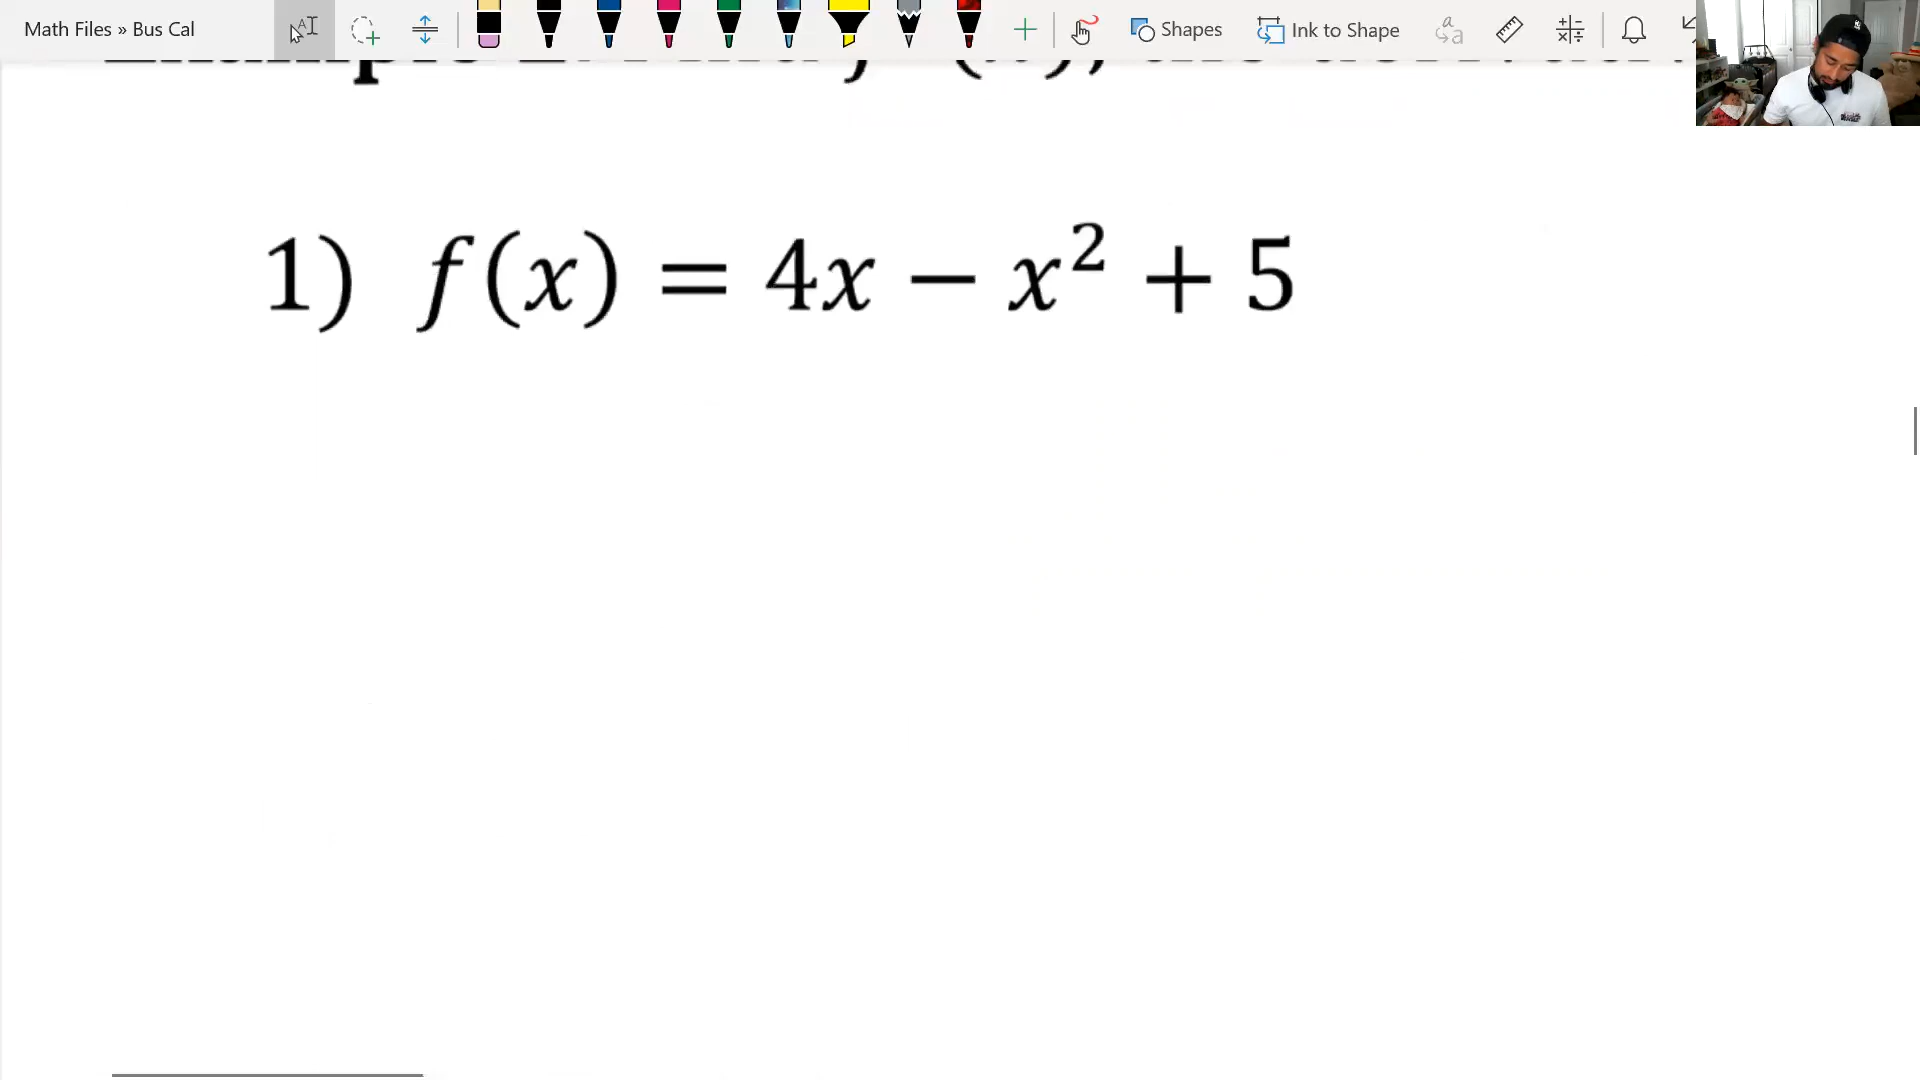 Math Files » Bus Cal
Shapes
Ink to Shape
1) f(x) = 4x − x² + 5